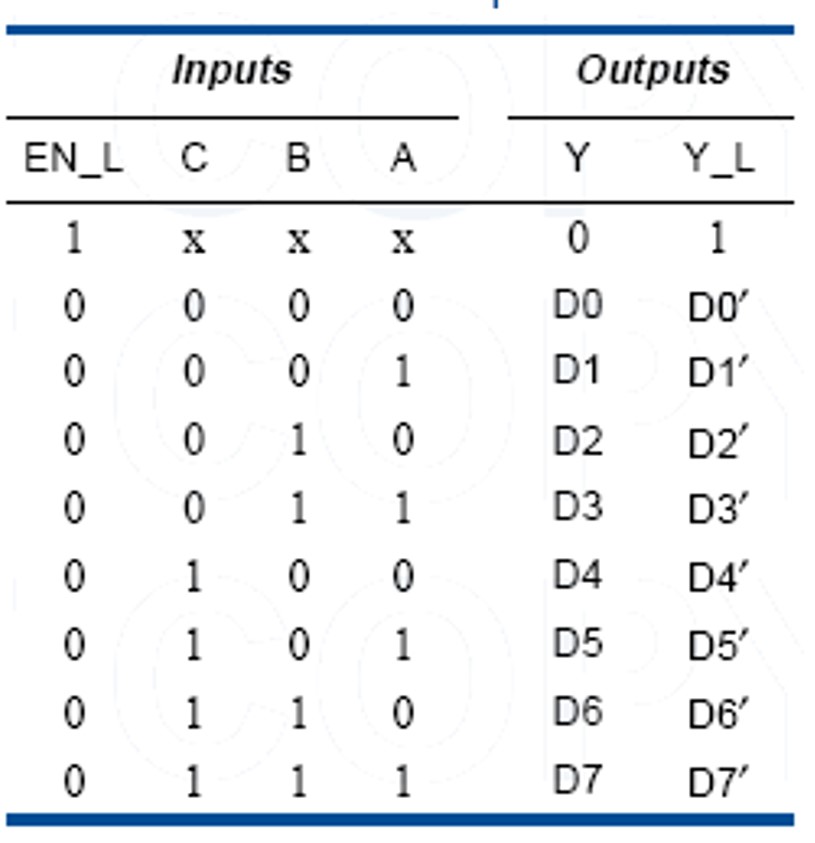 Inputs Outputs
EN_L C B A Y Y_L
1 x x x 0 1
0 0 0 0 D0 D0′
0 0 0 1 D1 D1′
0 0 1 0 D2 D2′
0 0 1 1 D3 D3′
0 1 0 0 D4 D4′
0 1 0 1 D5 D5′
0 1 1 0 D6 D6′
0 1 1 1 D7 D7′